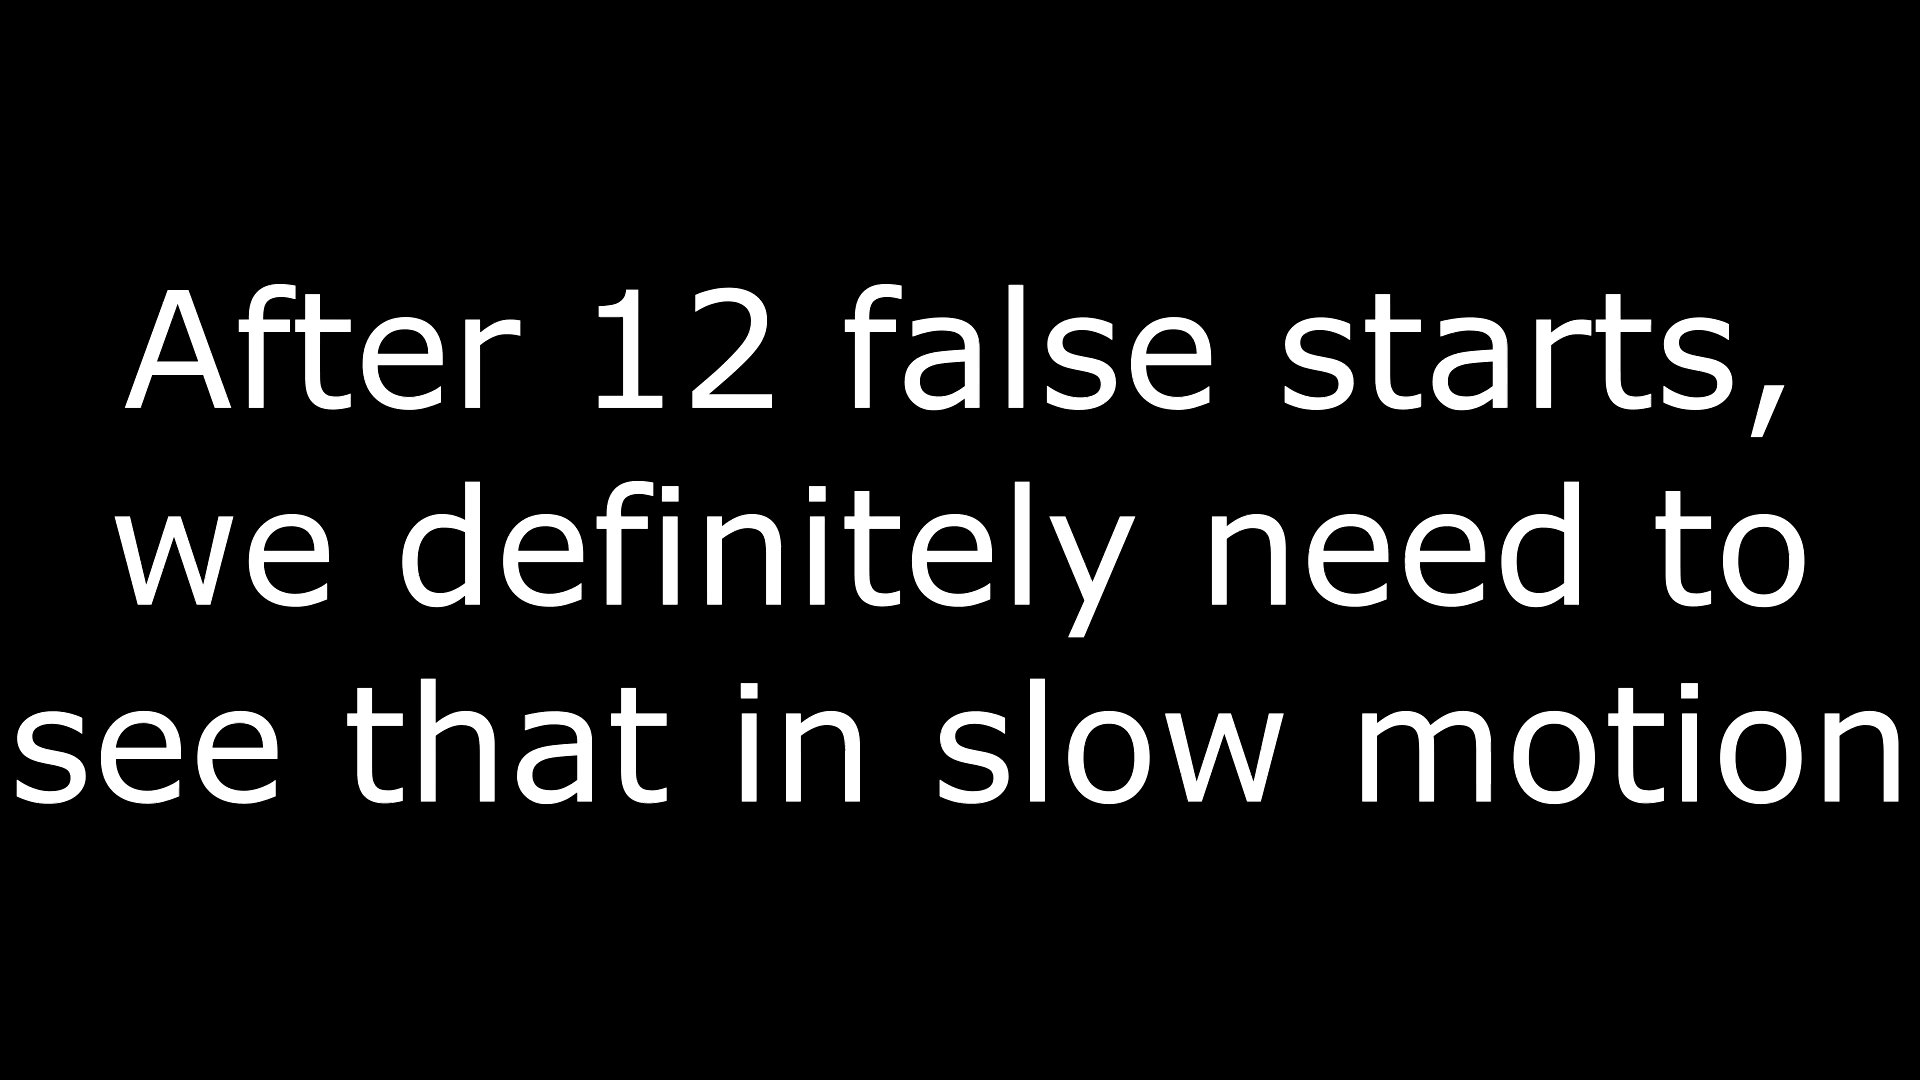 After 12 false starts,
we definitely need to
see that in slow motion